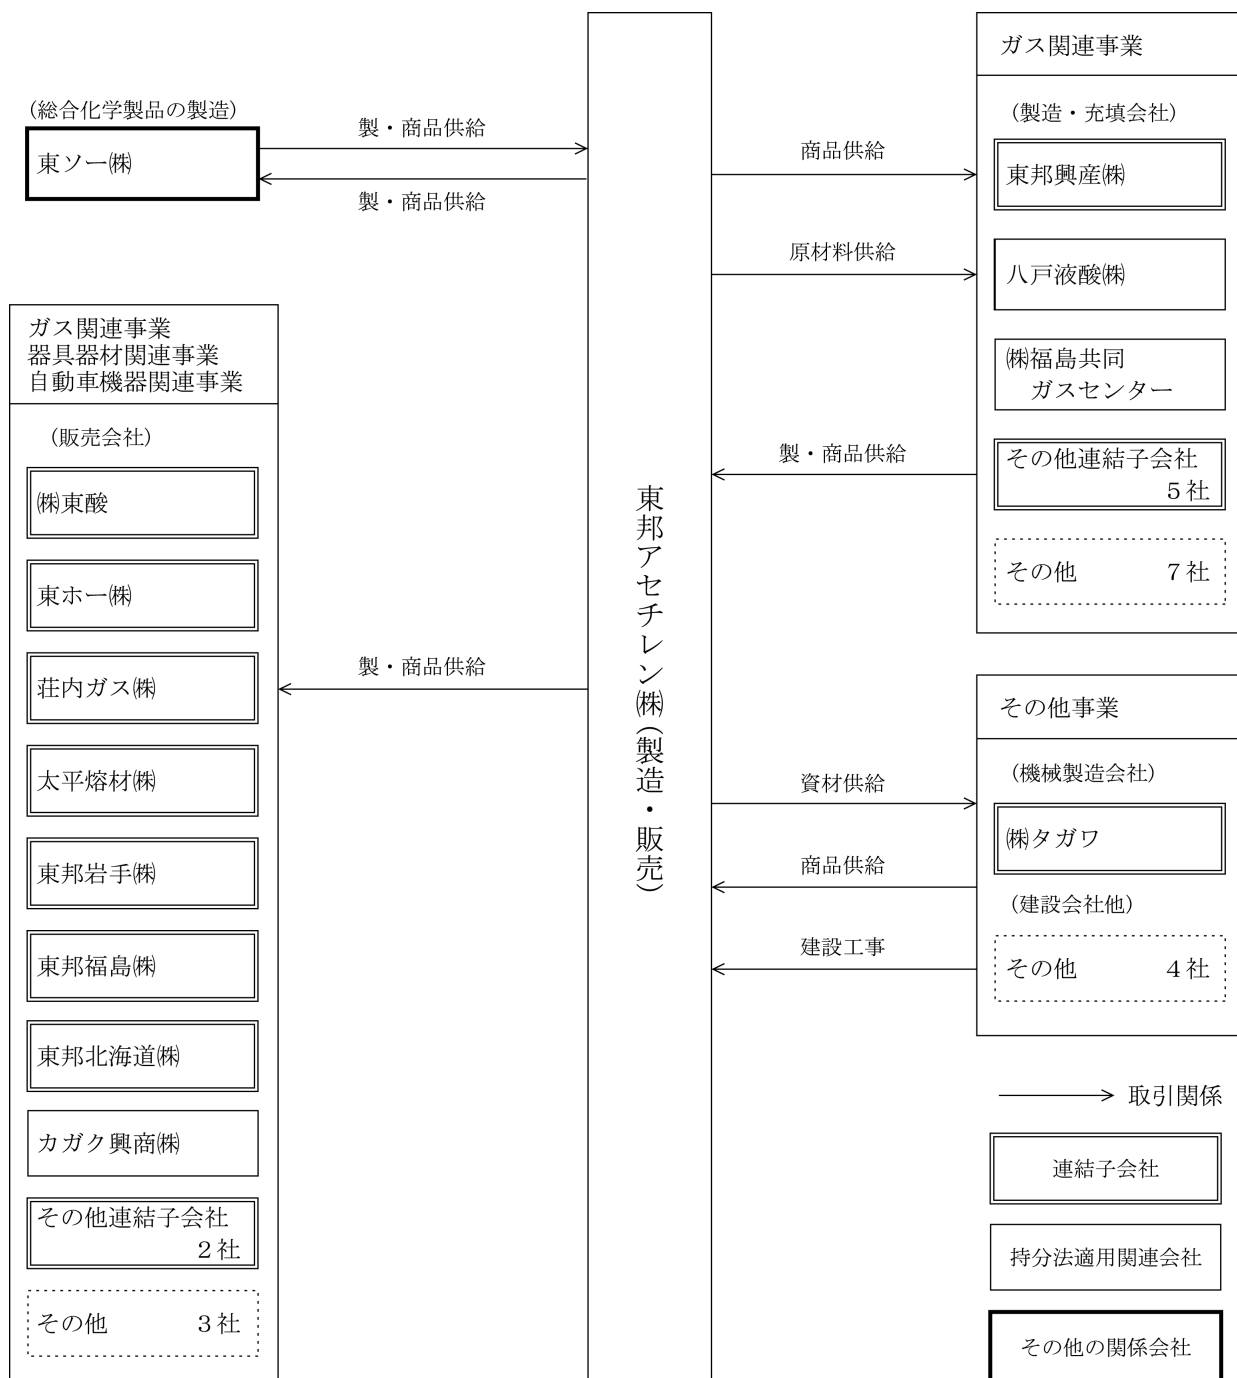 (総合化学製品の製造)
東ソー㈱
製・商品供給
製・商品供給
ガス関連事業
器具器材関連事業
自動車機器関連事業
(販売会社)
㈱東酸
東ホー㈱
荘内ガス㈱
太平熔材㈱
東邦岩手㈱
東邦福島㈱
東邦北海道㈱
カガク興商㈱
その他連結子会社
２社
その他　３社
製・商品供給
東邦アセチレン㈱(製造・販売)
商品供給
原材料供給
製・商品供給
ガス関連事業
(製造・充填会社)
東邦興産㈱
八戸液酸㈱
㈱福島共同
ガスセンター
その他連結子会社
５社
その他　７社
資材供給
商品供給
建設工事
その他事業
(機械製造会社)
㈱タガワ
(建設会社他)
その他　４社
取引関係
連結子会社
持分法適用関連会社
その他の関係会社